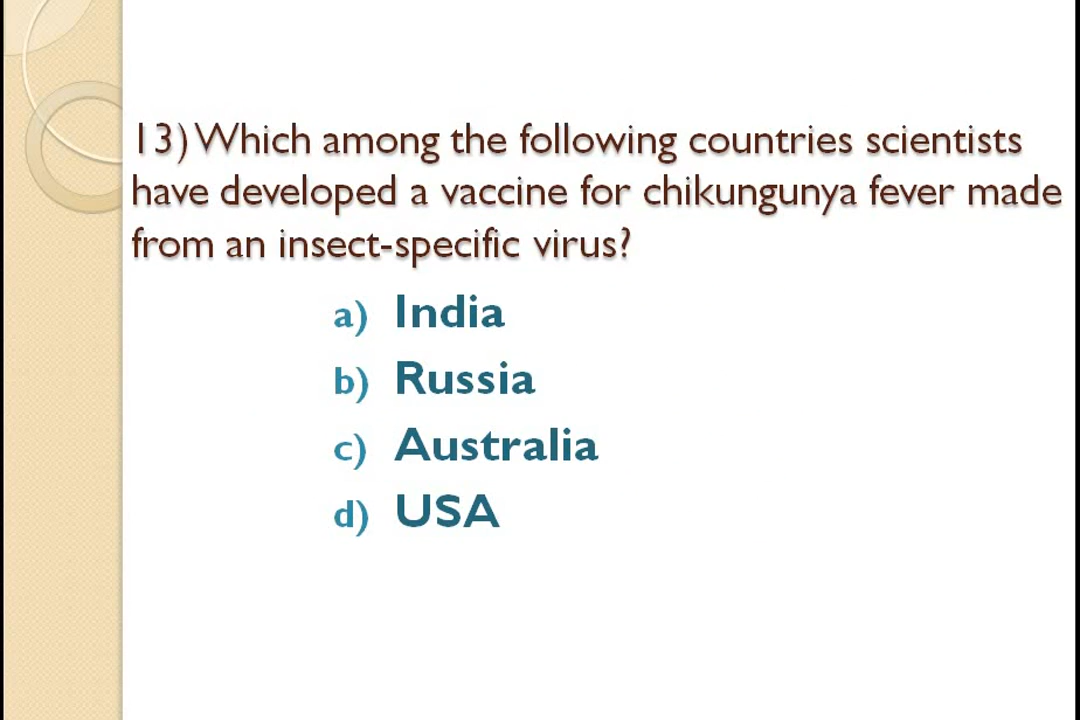 13) Which among the following countries scientists
have developed a vaccine for chikungunya fever made
from an insect-specific virus?
a) India
b) Russia
c) Australia
d) USA